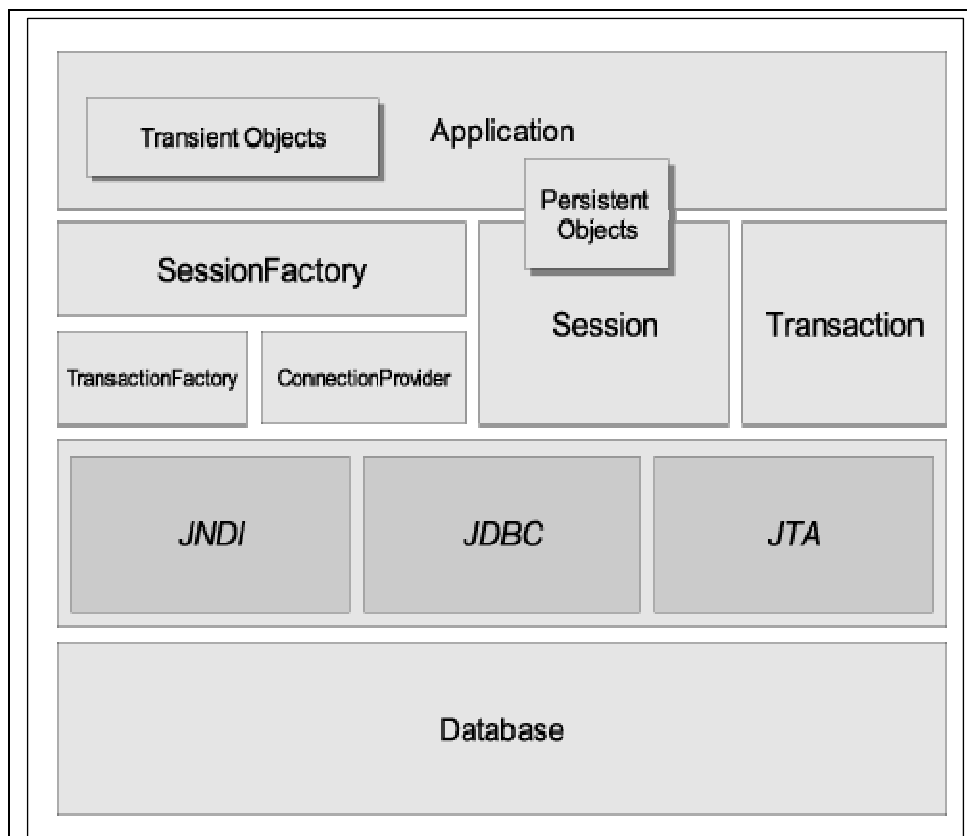 Transient Objects
Application
Persistent
Objects
SessionFactory
Session
Transaction
TransactionFactory
ConnectionProvider
JNDI
JDBC
JTA
Database